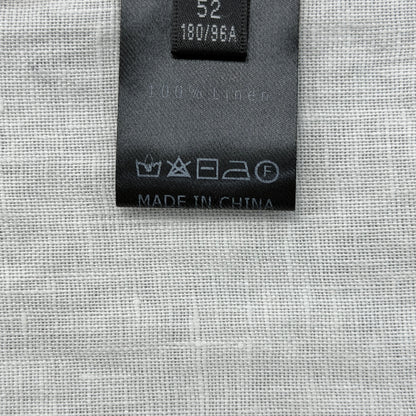 52
180/96A
100% Linen
F
MADE IN CHINA